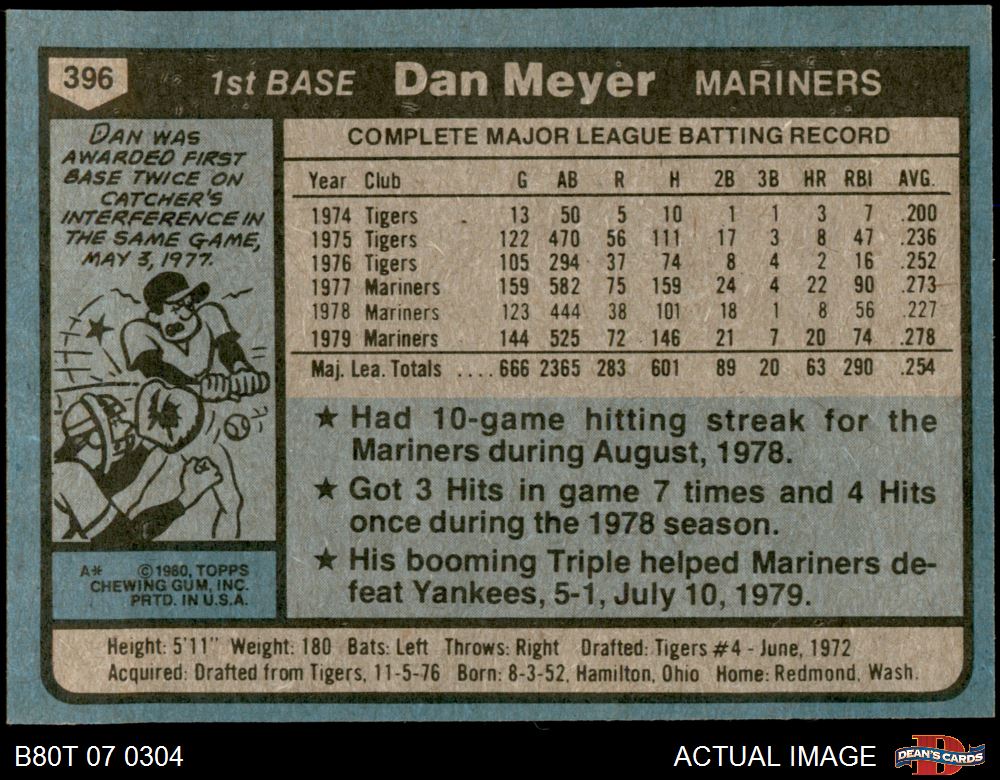 396 1st BASE Dan Meyer MARINERS
DAN WAS
AWARDED FIRST
BASE TWICE ON
CATCHER'S
INTERFERENCE IN
THE SAME GAME,
MAY 3, 1977.
A* ©1980, TOPPS
CHEWING GUM, INC.
PRTD. IN U.S.A.
COMPLETE MAJOR LEAGUE BATTING RECORD
Year Club G AB R H 2B 3B HR RBI AVG.
1974 Tigers 13 50 5 10 1 1 3 7 .200
1975 Tigers 122 470 56 111 17 3 8 47 .236
1976 Tigers 105 294 37 74 8 4 2 16 .252
1977 Mariners 159 582 75 159 24 4 22 90 .273
1978 Mariners 123 444 38 101 18 1 8 56 .227
1979 Mariners 144 525 72 146 21 7 20 74 .278
Maj. Lea. Totals .... 666 2365 283 601 89 20 63 290 .254
★ Had 10-game hitting streak for the
Mariners during August, 1978.
★ Got 3 Hits in game 7 times and 4 Hits
once during the 1978 season.
★ His booming Triple helped Mariners de-
feat Yankees, 5-1, July 10, 1979.
Height: 5'11" Weight: 180 Bats: Left Throws: Right Drafted: Tigers #4 - June, 1972
Acquired: Drafted from Tigers, 11-5-76 Born: 8-3-52, Hamilton, Ohio Home: Redmond, Wash.
B80T 07 0304 ACTUAL IMAGE DEAN'S CARDS